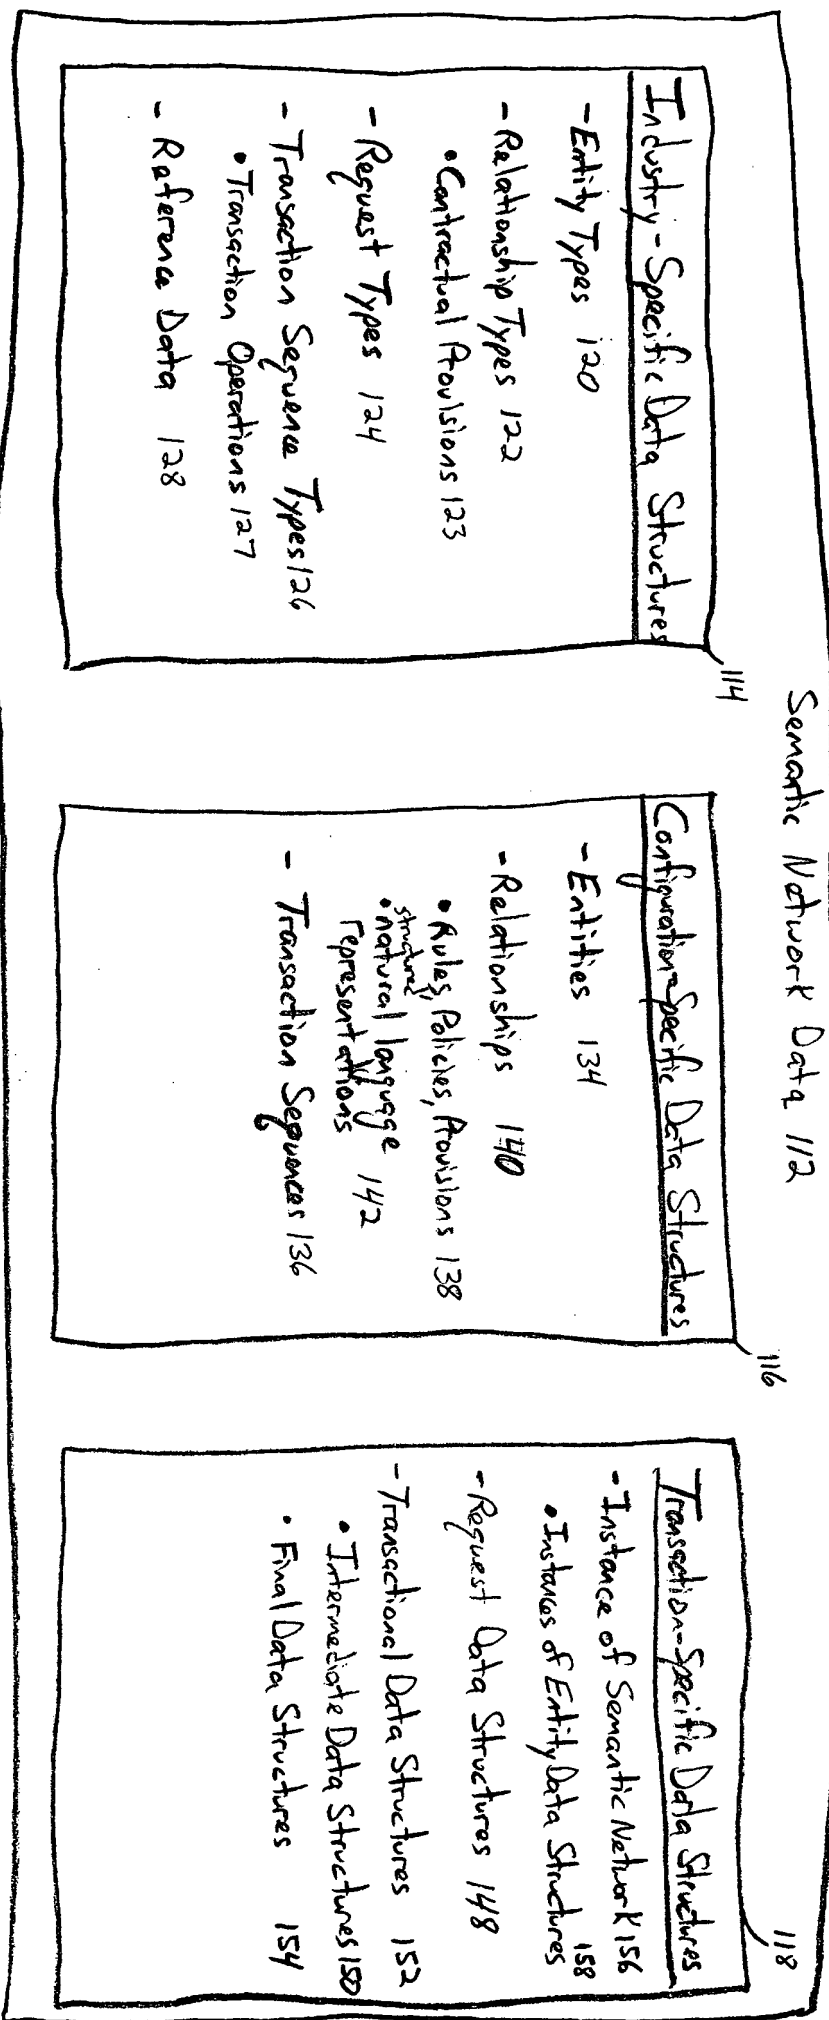 Semantic Network Data 112
114
Industry-Specific Data Structures
- Entity Types 120
- Relationship Types 122
• Contractual Provisions 123
- Request Types 124
- Transaction Sequence Types 126
• Transaction Operations 127
- Reference Data 128
116
Configuration-Specific Data Structures
- Entities 134
- Relationships 140
• Rules, Policies, Provisions 138
structured
• natural language
representations 142
- Transaction Sequences 136
118
Transaction-Specific Data Structures
- Instance of Semantic Network 156
• Instances of Entity Data Structures 158
- Request Data Structures 148
- Transactional Data Structures 152
• Intermediate Data Structures 150
• Final Data Structures 154